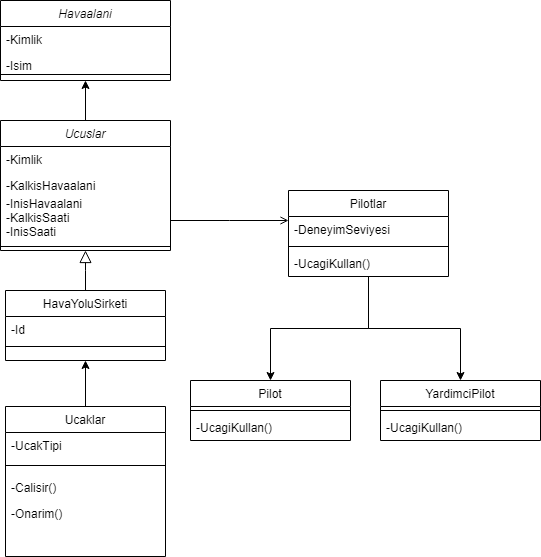 Havaalani
-Kimlik
-Isim
Ucuslar
-Kimlik
-KalkisHavaalani
-InisHavaalani
-KalkisSaati
-InisSaati
Pilotlar
-DeneyimSeviyesi
-UcagiKullan()
HavaYoluSirketi
-Id
Pilot
-UcagiKullan()
YardimciPilot
-UcagiKullan()
Ucaklar
-UcakTipi
-Calisir()
-Onarim()